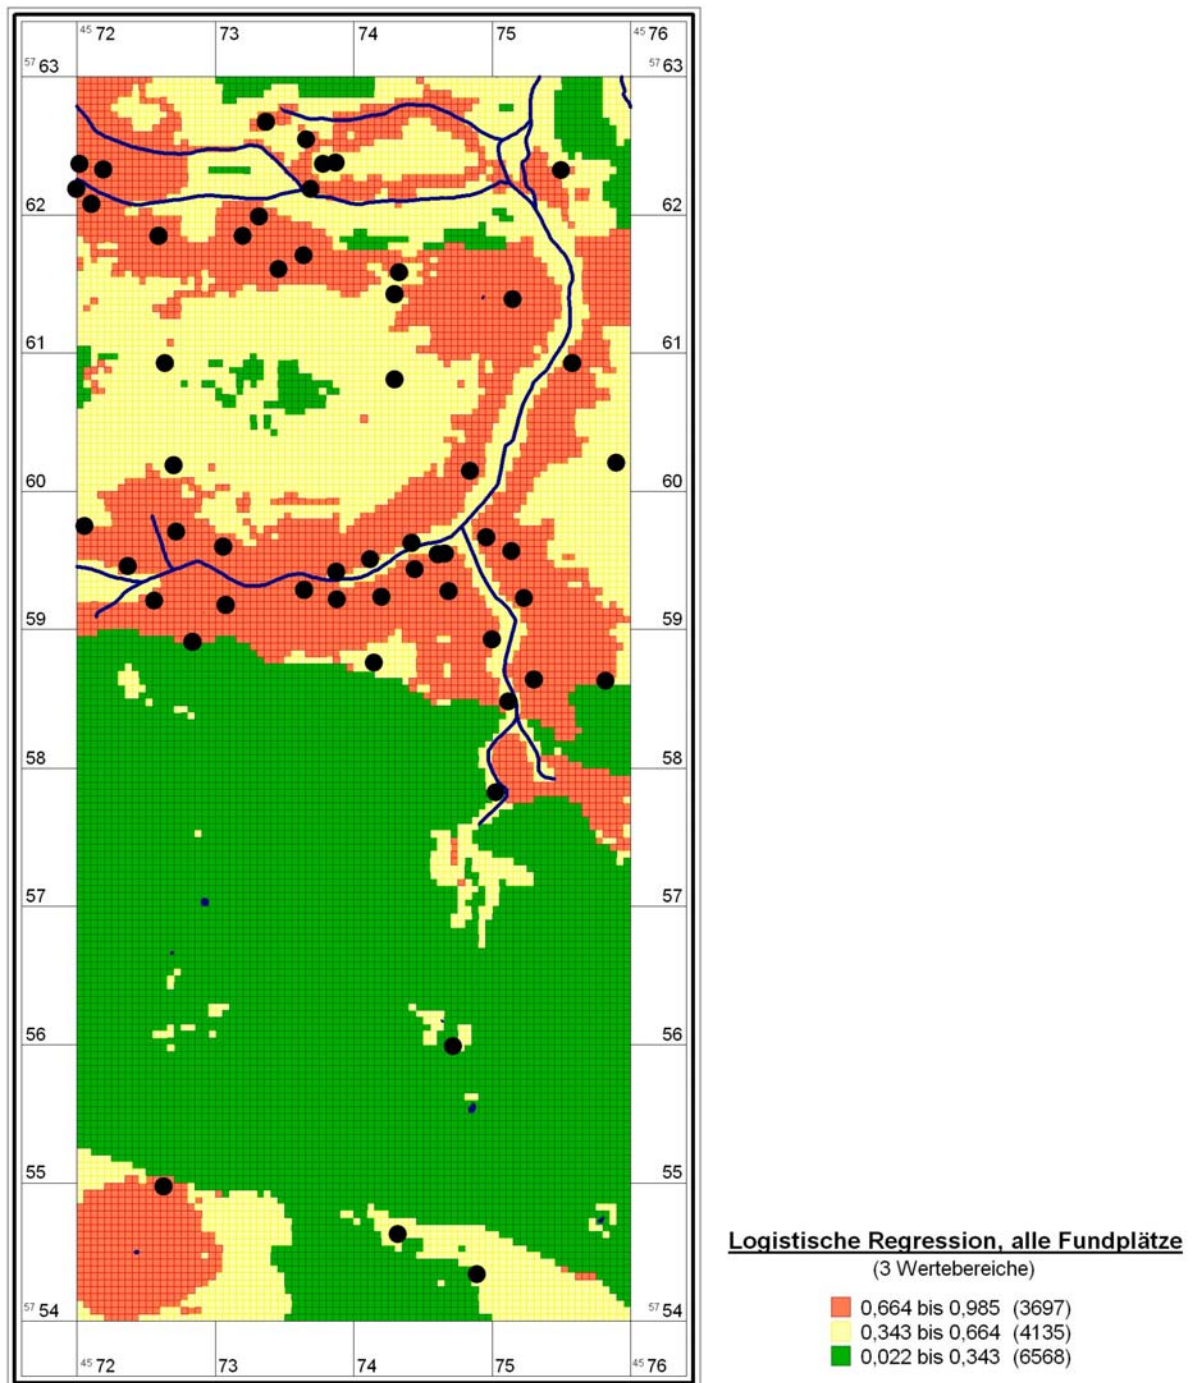 45 72 73 74 75 45 76
57 63 57 63
62 62
61 61
60 60
59 59
58 58
57 57
56 56
55 55
57 54 57 54
45 72 73 74 75 45 76
Logistische Regression, alle Fundplätze
(3 Wertebereiche)
0,664 bis 0,985 (3697)
0,343 bis 0,664 (4135)
0,022 bis 0,343 (6568)